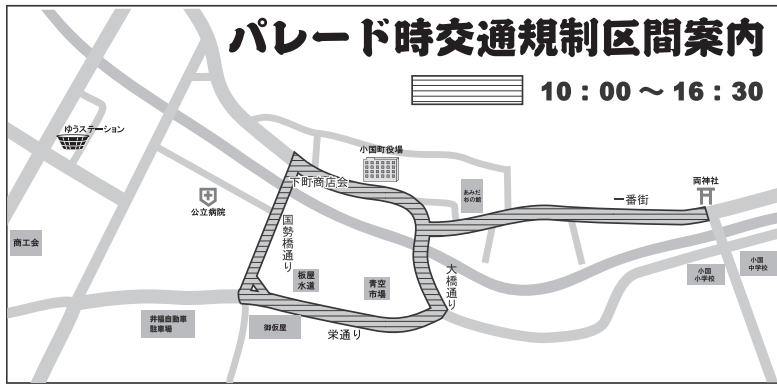 パレード時交通規制区間案内
10:00～16:30
ゆうステーション
小国町役場
下町商店会
あみだ
杉の館
両神社
一番街
公立病院
国勢橋通り
商工会
板屋
水道
青空
市場
大橋通り
小国
小学校
小国
中学校
井福自動車
駐車場
御仮屋
栄通り